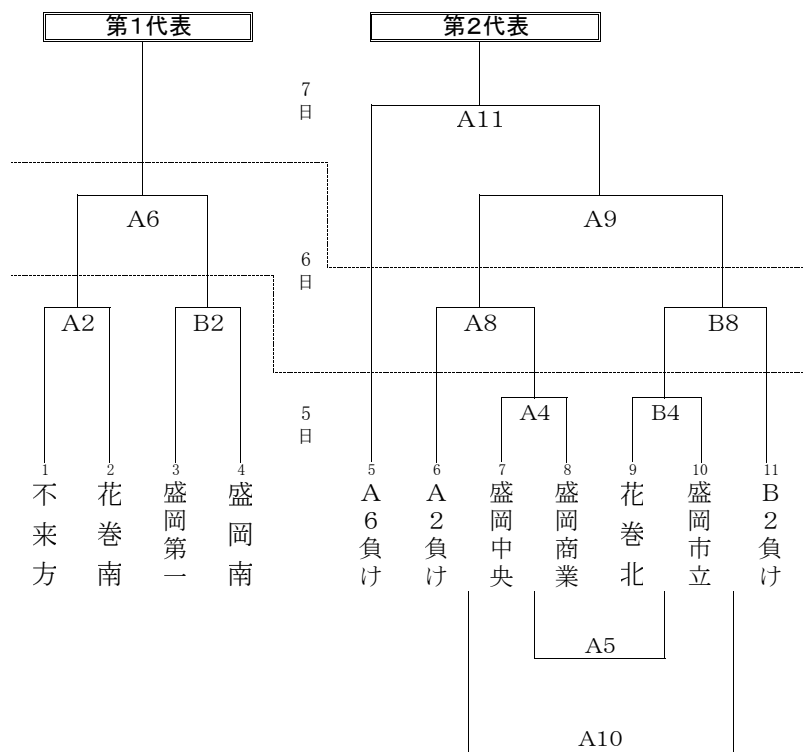 第1代表
第2代表
7
日
A11
A6
A9
6
日
A2
B2
A8
B8
5
日
A4
B4
1
2
3
4
5
6
7
8
9
10
11
不来方
花巻南
盛岡第一
盛岡南
A6負け
A2負け
盛岡中央
盛岡商業
花巻北
盛岡市立
B2負け
A5
A10